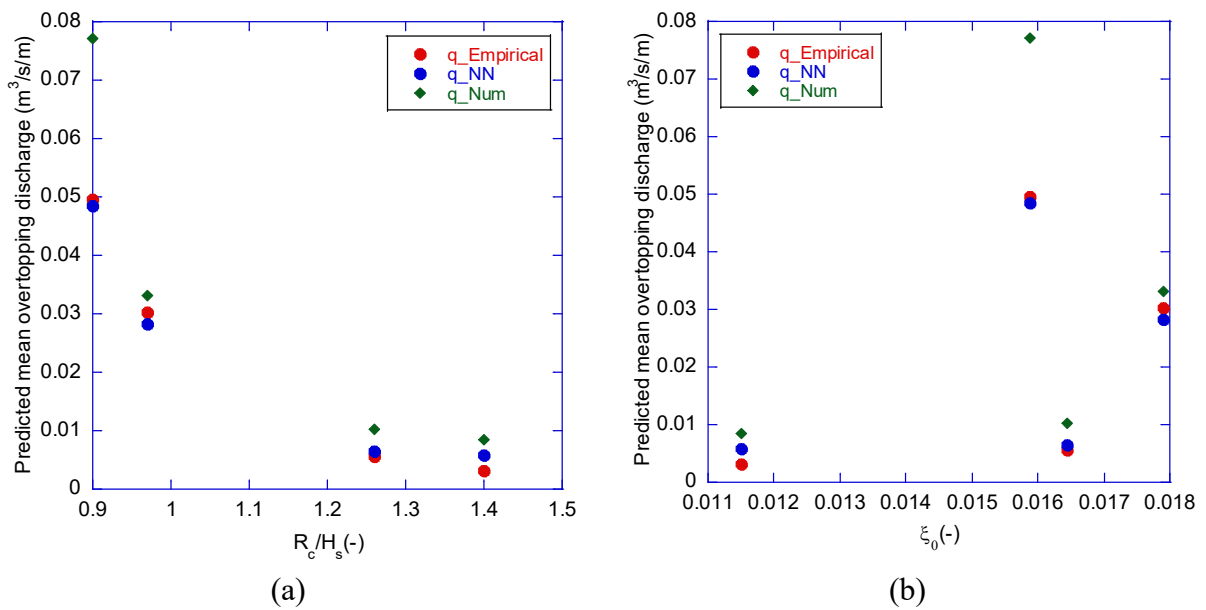 Predicted mean overtopping discharge (m³/s/m)
0.08
0.07
0.06
0.05
0.04
0.03
0.02
0.01
0
q_Empirical
q_NN
q_Num
0.9 1 1.1 1.2 1.3 1.4 1.5
R_c/H_s(-)
(a)
Predicted mean overtopping discharge (m³/s/m)
0.08
0.07
0.06
0.05
0.04
0.03
0.02
0.01
0
q_Empirical
q_NN
q_Num
0.011 0.012 0.013 0.014 0.015 0.016 0.017 0.018
ξ₀(-)
(b)